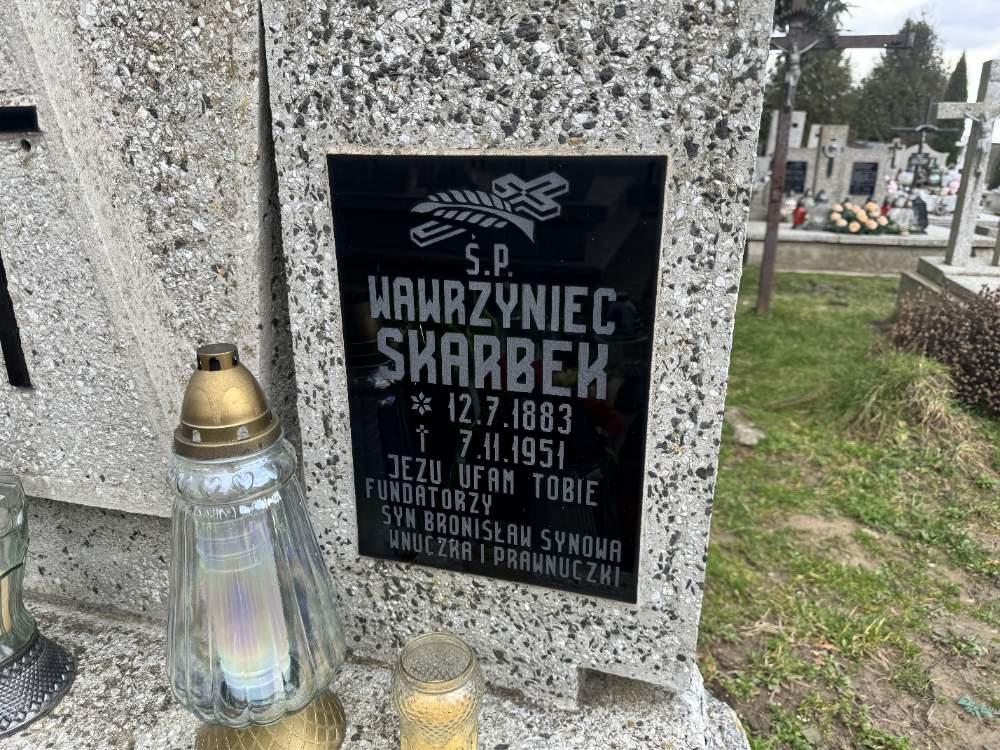 Ś.P.
WAWRZYNIEC
SKARBEK
* 12.7.1883
† 7.11.1951
JEZU UFAM TOBIE
FUNDATORZY
SYN BRONISŁAW SYNOWA
WNUCZKA I PRAWNUCZKI